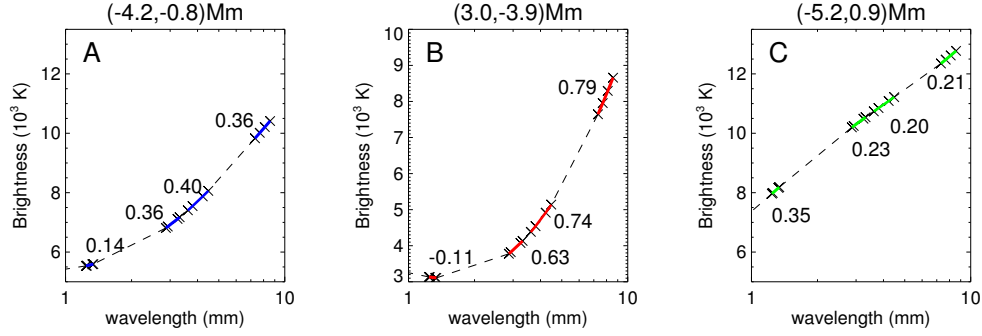 (-4.2,-0.8)Mm
A
Brightness (10³ K)
12
10
8
6
0.36
0.40
0.36
0.14
1
10
wavelength (mm)
(3.0,-3.9)Mm
B
Brightness (10³ K)
10
9
8
7
6
5
4
3
0.79
0.74
0.63
-0.11
1
10
wavelength (mm)
(-5.2,0.9)Mm
C
Brightness (10³ K)
12
10
8
6
0.21
0.20
0.23
0.35
1
10
wavelength (mm)